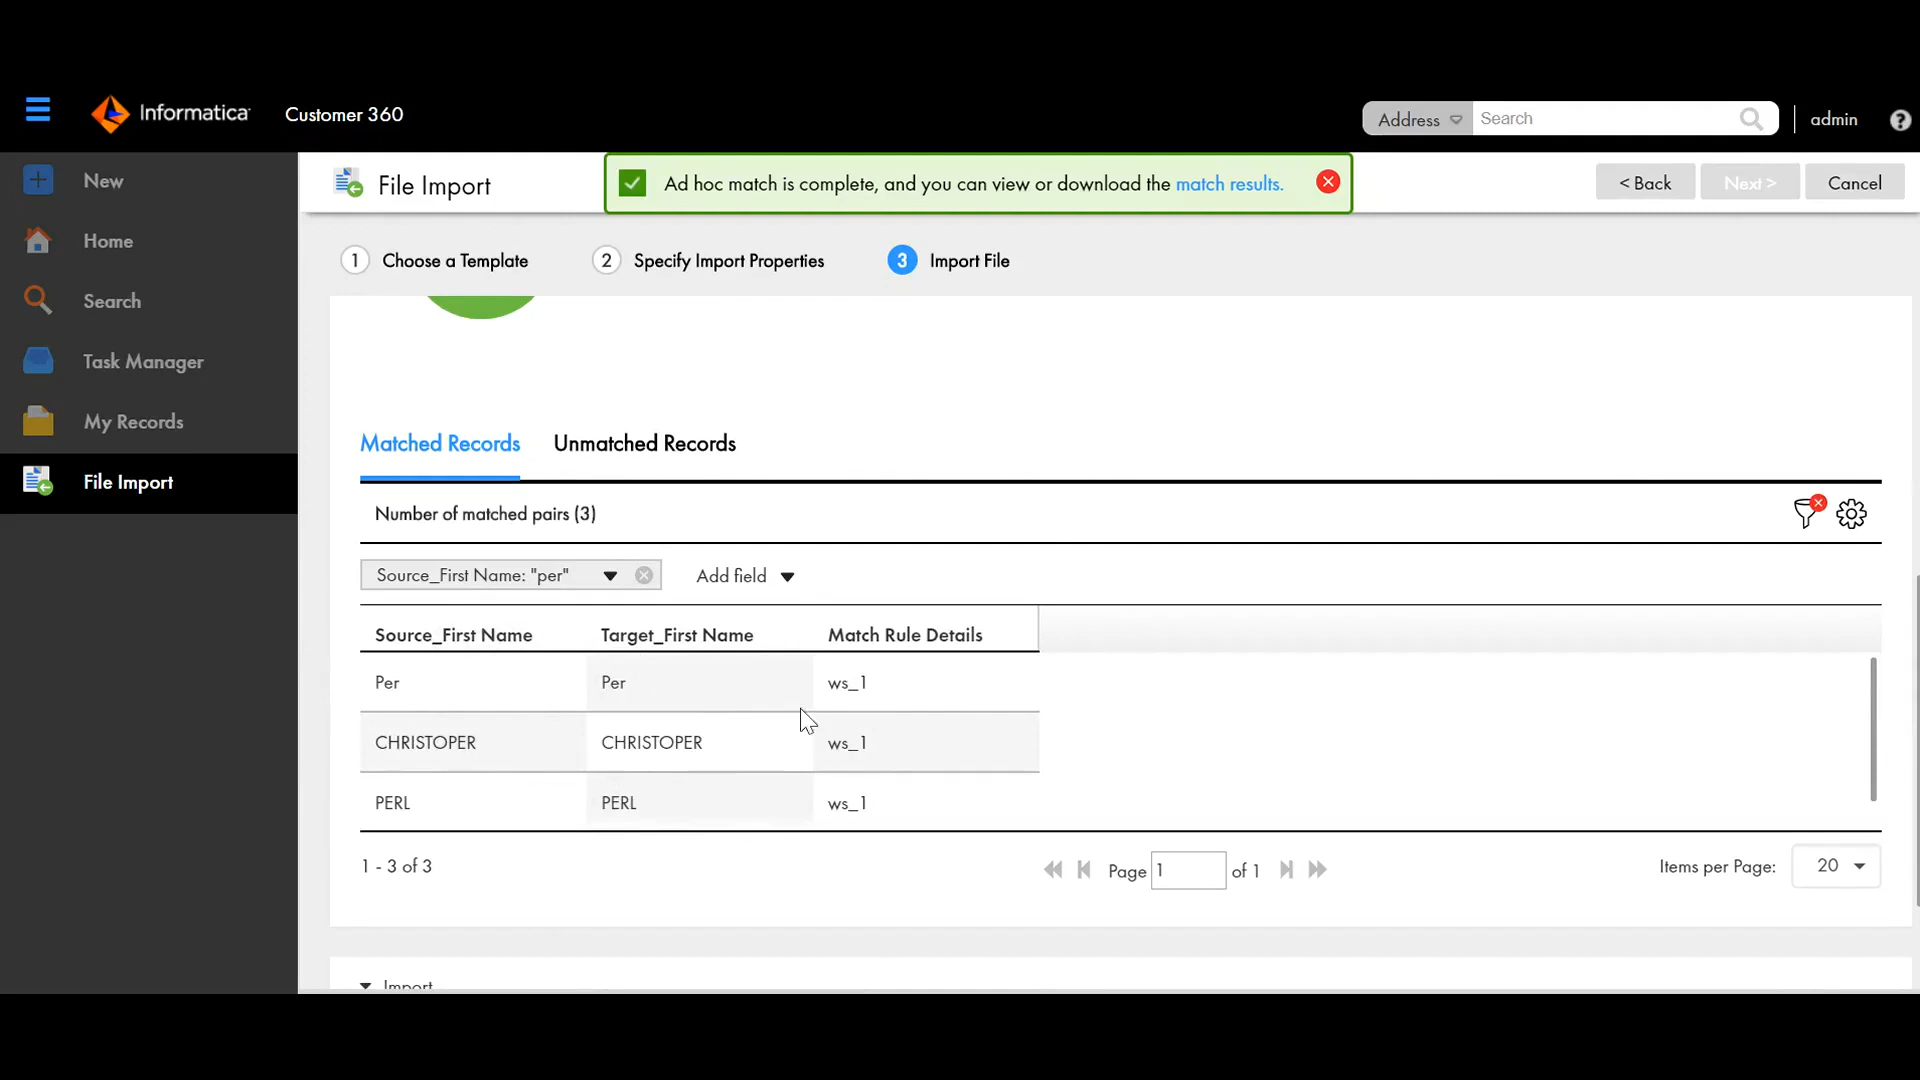 Informatica
Customer 360
Address
Search
admin
?
New
Home
Search
Task Manager
My Records
File Import
File Import
Ad hoc match is complete, and you can view or download the match results.
< Back
Next >
Cancel
1 Choose a Template
2 Specify Import Properties
3 Import File
Matched Records
Unmatched Records
Number of matched pairs (3)
Source_First Name: "per"
Add field
Source_First Name Target_First Name Match Rule Details
Per Per ws_1
CHRISTOPER CHRISTOPER ws_1
PERL PERL ws_1
1 - 3 of 3
Page 1 of 1
Items per Page: 20
Import